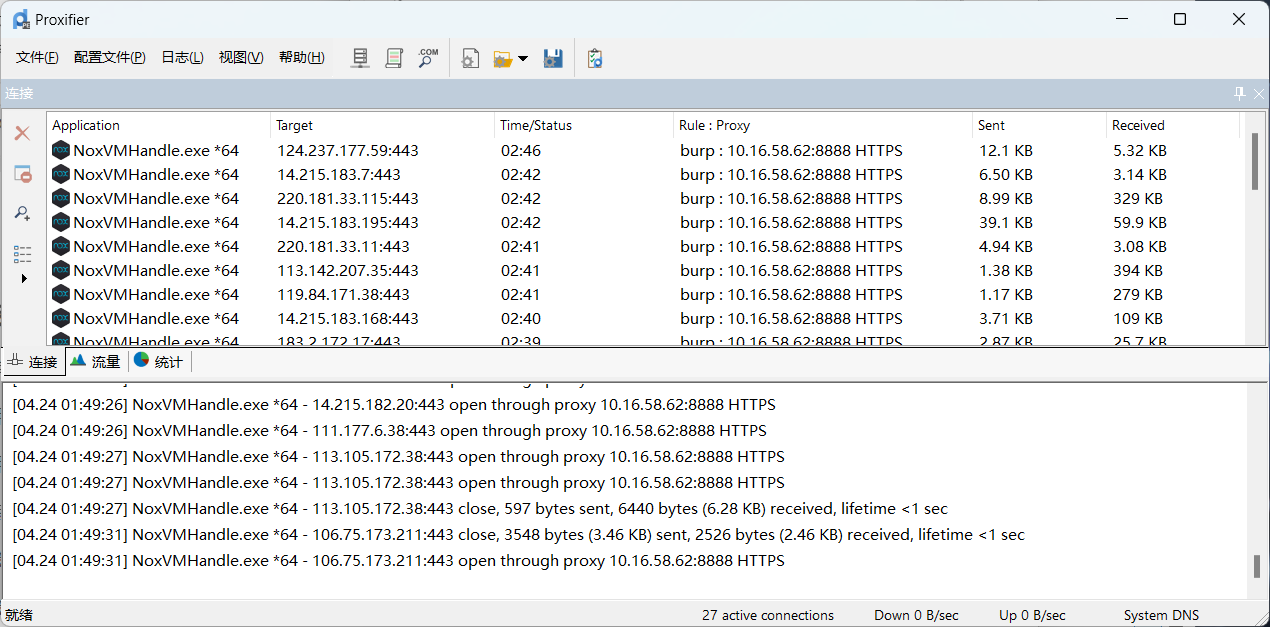 Proxifier
文件(F) 配置文件(P) 日志(L) 视图(V) 帮助(H) .COM
连接
Application Target Time/Status Rule : Proxy Sent Received
NoxVMHandle.exe *64 124.237.177.59:443 02:46 burp : 10.16.58.62:8888 HTTPS 12.1 KB 5.32 KB
NoxVMHandle.exe *64 14.215.183.7:443 02:42 burp : 10.16.58.62:8888 HTTPS 6.50 KB 3.14 KB
NoxVMHandle.exe *64 220.181.33.115:443 02:42 burp : 10.16.58.62:8888 HTTPS 8.99 KB 329 KB
NoxVMHandle.exe *64 14.215.183.195:443 02:42 burp : 10.16.58.62:8888 HTTPS 39.1 KB 59.9 KB
NoxVMHandle.exe *64 220.181.33.11:443 02:41 burp : 10.16.58.62:8888 HTTPS 4.94 KB 3.08 KB
NoxVMHandle.exe *64 113.142.207.35:443 02:41 burp : 10.16.58.62:8888 HTTPS 1.38 KB 394 KB
NoxVMHandle.exe *64 119.84.171.38:443 02:41 burp : 10.16.58.62:8888 HTTPS 1.17 KB 279 KB
NoxVMHandle.exe *64 14.215.183.168:443 02:40 burp : 10.16.58.62:8888 HTTPS 3.71 KB 109 KB
NoxVMHandle.exe *64 183.2.172.17:443 02:39 burp : 10.16.58.62:8888 HTTPS 2.87 KB 25.7 KB
连接 流量 统计
[04.24 01:49:26] NoxVMHandle.exe *64 - 14.215.182.20:443 open through proxy 10.16.58.62:8888 HTTPS
[04.24 01:49:26] NoxVMHandle.exe *64 - 111.177.6.38:443 open through proxy 10.16.58.62:8888 HTTPS
[04.24 01:49:27] NoxVMHandle.exe *64 - 113.105.172.38:443 open through proxy 10.16.58.62:8888 HTTPS
[04.24 01:49:27] NoxVMHandle.exe *64 - 113.105.172.38:443 open through proxy 10.16.58.62:8888 HTTPS
[04.24 01:49:27] NoxVMHandle.exe *64 - 113.105.172.38:443 close, 597 bytes sent, 6440 bytes (6.28 KB) received, lifetime <1 sec
[04.24 01:49:31] NoxVMHandle.exe *64 - 106.75.173.211:443 close, 3548 bytes (3.46 KB) sent, 2526 bytes (2.46 KB) received, lifetime <1 sec
[04.24 01:49:31] NoxVMHandle.exe *64 - 106.75.173.211:443 open through proxy 10.16.58.62:8888 HTTPS
就绪 27 active connections Down 0 B/sec Up 0 B/sec System DNS